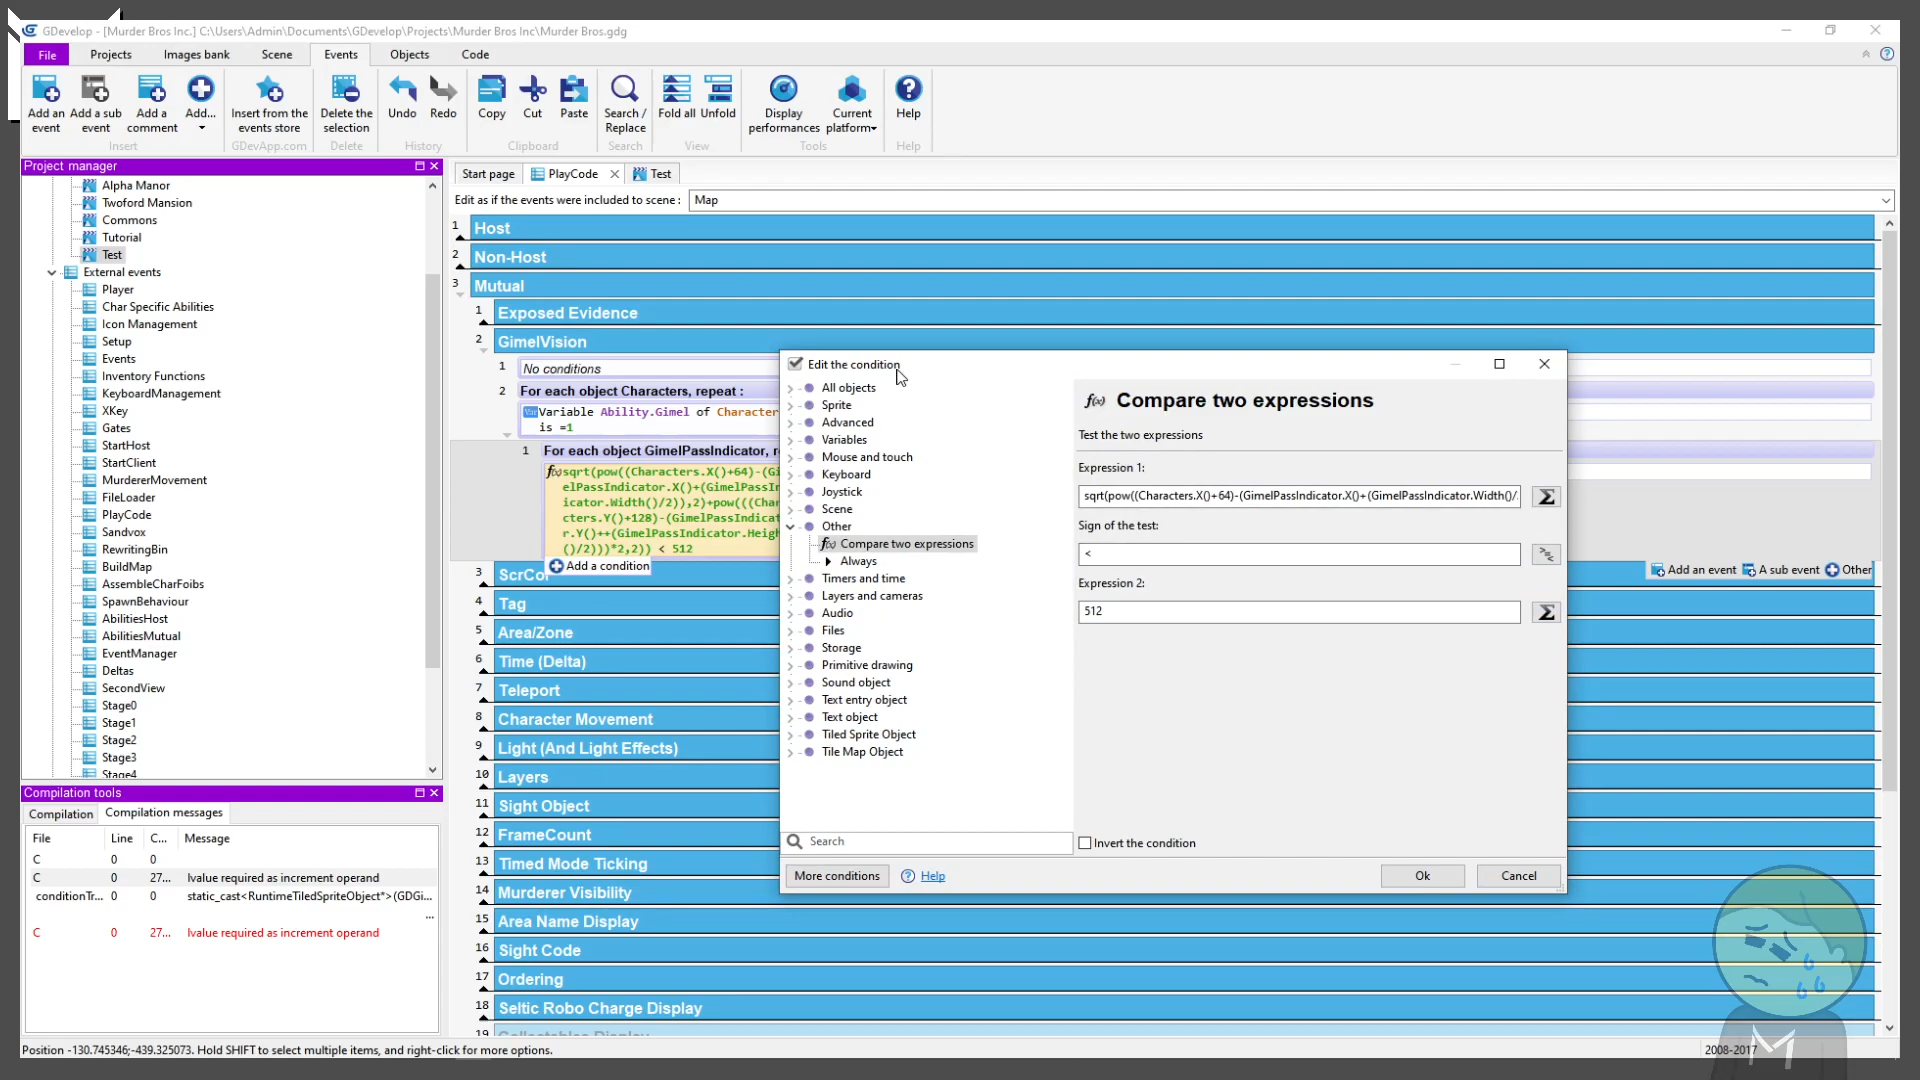 GDevelop - [Murder Bros Inc.] C:\Users\Admin\Documents\GDevelop\Projects\Murder Bros Inc\Murder Bros.gdg
File Projects Images bank Scene Events Objects Code
Add an event
Add a sub event
Add a comment
Add...
Insert from the events store
Delete the selection
Undo
Redo
Copy
Cut
Paste
Search / Replace
Fold all
Unfold
Display performances
Current platform
Help
Insert GDevApp.com Delete History Clipboard Search View Tools Help
Project manager
Alpha Manor
Twoford Mansion
Commons
Tutorial
Test
External events
Player
Char Specific Abilities
Icon Management
Setup
Events
Inventory Functions
KeyboardManagement
XKey
Gates
StartHost
StartClient
MurdererMovement
FileLoader
PlayCode
Sandvox
RewritingBin
BuildMap
AssembleCharFoibs
SpawnBehaviour
AbilitiesHost
AbilitiesMutual
EventManager
Deltas
SecondView
Stage0
Stage1
Stage2
Stage3
Stage4
Compilation tools
Compilation Compilation messages
File Line C... Message
C 0 0
C 0 27... lvalue required as increment operand
conditionTr... 0 0 static_cast<RuntimeTiledSpriteObject*>(GDGi...
...
C 0 27... lvalue required as increment operand
Start page PlayCode Test
Edit as if the events were included to scene : Map
1 Host
2 Non-Host
3 Mutual
1 Exposed Evidence
2 GimelVision
1 No conditions
2 For each object Characters, repeat :
Variable Ability.Gimel of Character
is =1
1 For each object GimelPassIndicator, r
f(x)sqrt(pow((Characters.X()+64)-(Gi
elPassIndicator.X()+(GimelPassIn
icator.Width()/2)),2)+pow(((Char
cters.Y()+128)-(GimelPassIndicat
r.Y()++(GimelPassIndicator.Heigh
()/2)))*2,2)) < 512
Add a condition
Add an event A sub event Other
3 ScrCo
4 Tag
5 Area/Zone
6 Time (Delta)
7 Teleport
8 Character Movement
9 Light (And Light Effects)
10 Layers
11 Sight Object
12 FrameCount
13 Timed Mode Ticking
14 Murderer Visibility
15 Area Name Display
16 Sight Code
17 Ordering
18 Seltic Robo Charge Display
19 Collectables Display
Edit the condition
All objects
Sprite
Advanced
Variables
Mouse and touch
Keyboard
Joystick
Scene
Other
f(x) Compare two expressions
Always
Timers and time
Layers and cameras
Audio
Files
Storage
Primitive drawing
Sound object
Text entry object
Text object
Tiled Sprite Object
Tile Map Object
Search
More conditions Help
f(x) Compare two expressions
Test the two expressions
Expression 1:
sqrt(pow((Characters.X()+64)-(GimelPassIndicator.X()+(GimelPassIndicator.Width()/
Σ
Sign of the test:
<
Expression 2:
512
Σ
Invert the condition
Ok Cancel
Position -130.745346;-439.325073. Hold SHIFT to select multiple items, and right-click for more options.
2008-2017